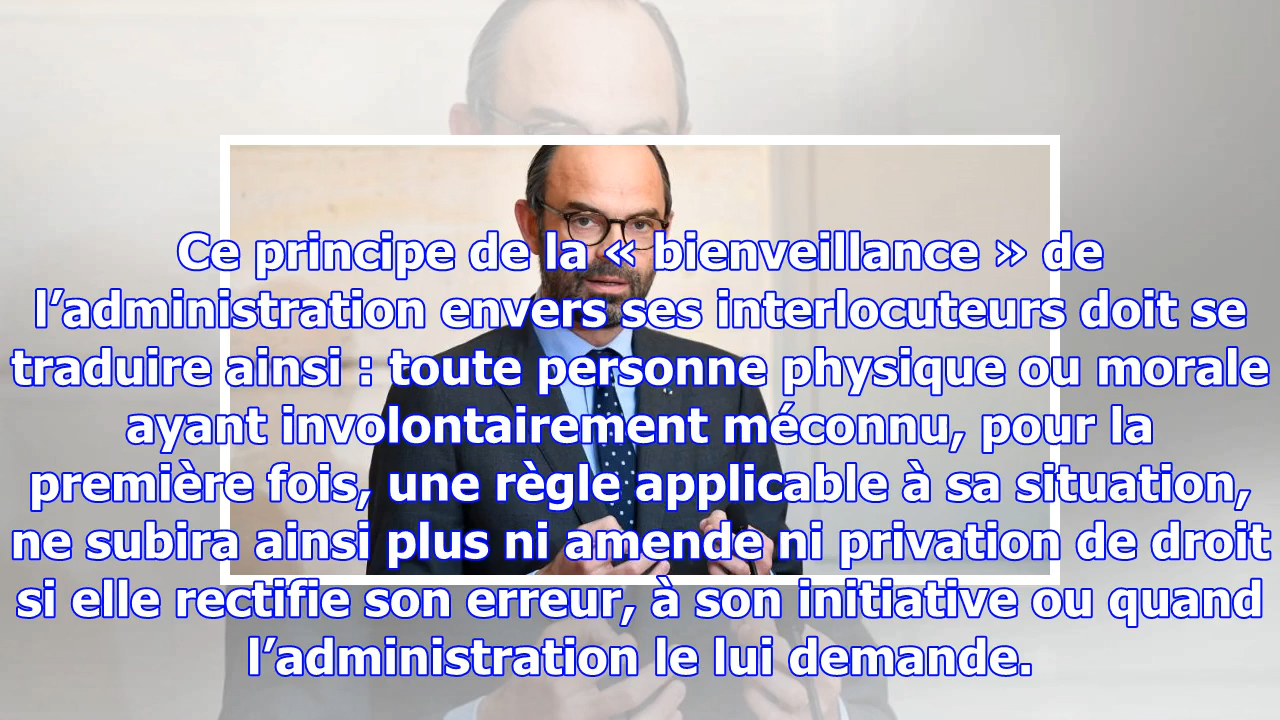 Ce principe de la « bienveillance » de
l’administration envers ses interlocuteurs doit se
traduire ainsi : toute personne physique ou morale
ayant involontairement méconnu, pour la
première fois, une règle applicable à sa situation,
ne subira ainsi plus ni amende ni privation de droit
si elle rectifie son erreur, à son initiative ou quand
l’administration le lui demande.